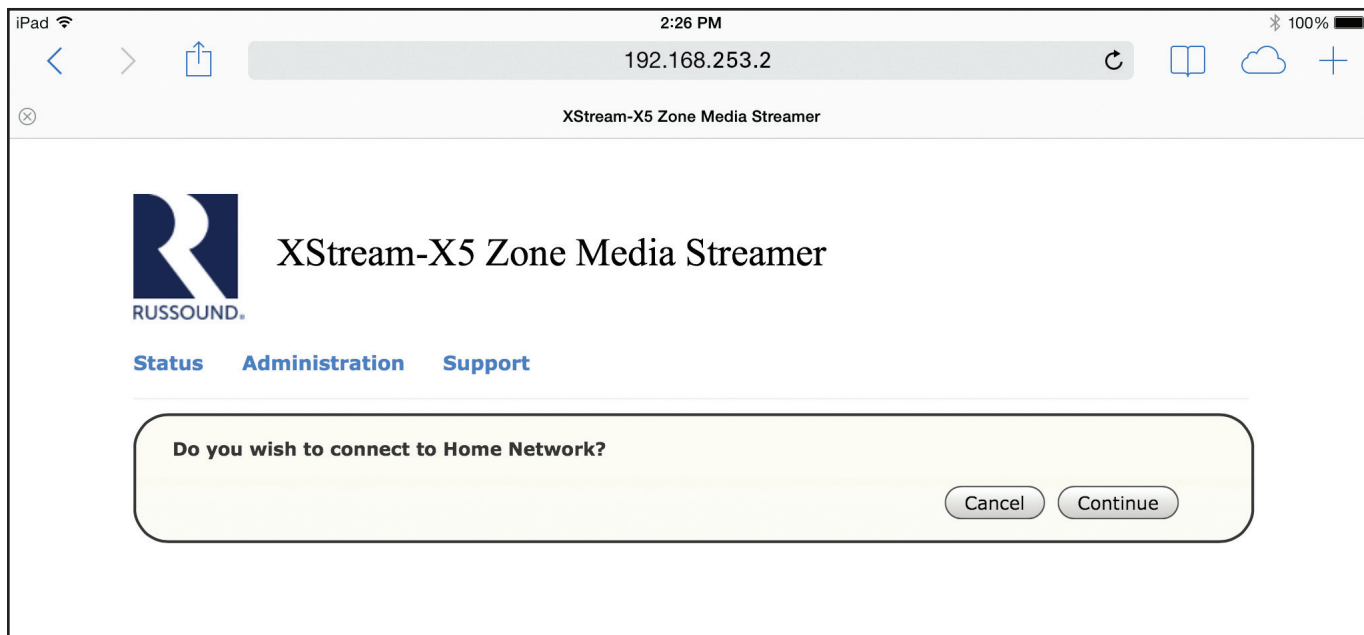 iPad 2:26 PM 100%
192.168.253.2
XStream-X5 Zone Media Streamer
XStream-X5 Zone Media Streamer
RUSSOUND®
Status Administration Support
Do you wish to connect to Home Network?
Cancel Continue